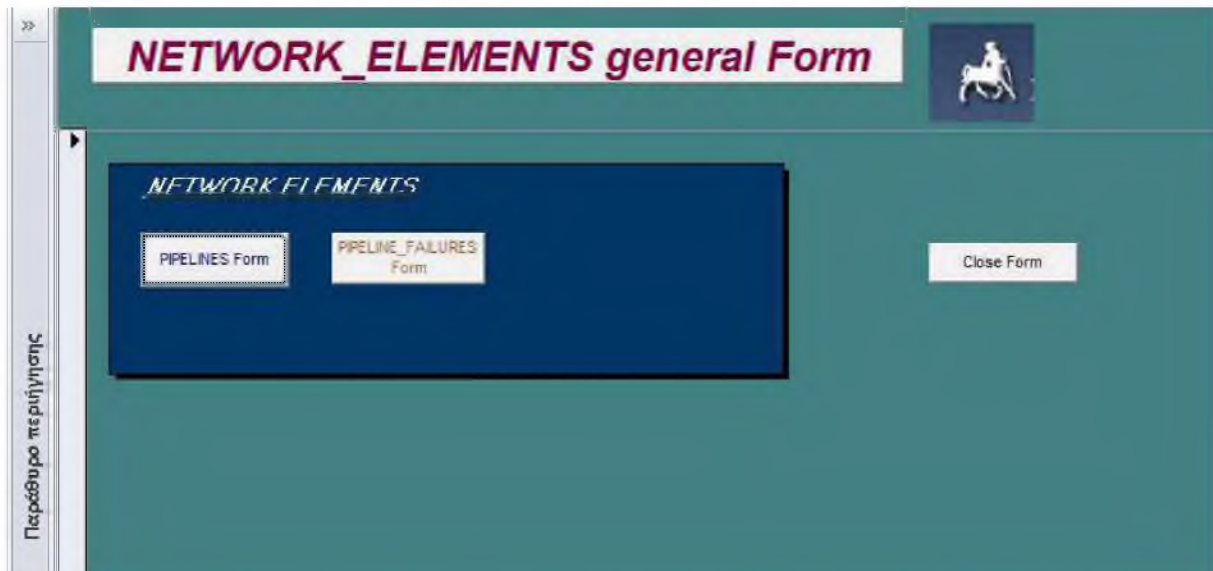 »
NETWORK_ELEMENTS general Form
NETWORK ELEMENTS
PIPELINES Form
PIPELINE_FAILURES
Form
Close Form
Παράθυρο περιήγησης